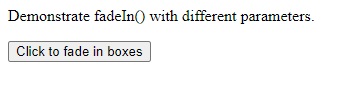 Demonstrate fadeIn() with different parameters.
Click to fade in boxes